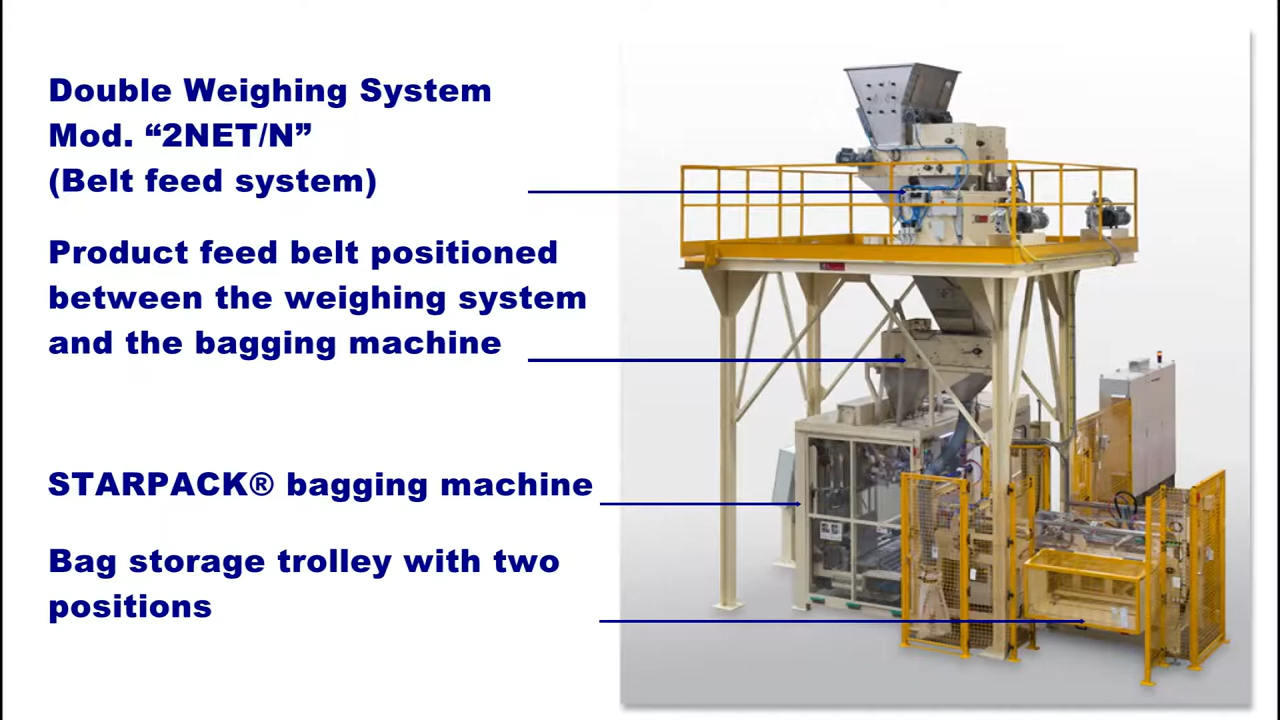 Double Weighing System
Mod. “2NET/N”
(Belt feed system)
Product feed belt positioned
between the weighing system
and the bagging machine
STARPACK® bagging machine
Bag storage trolley with two
positions